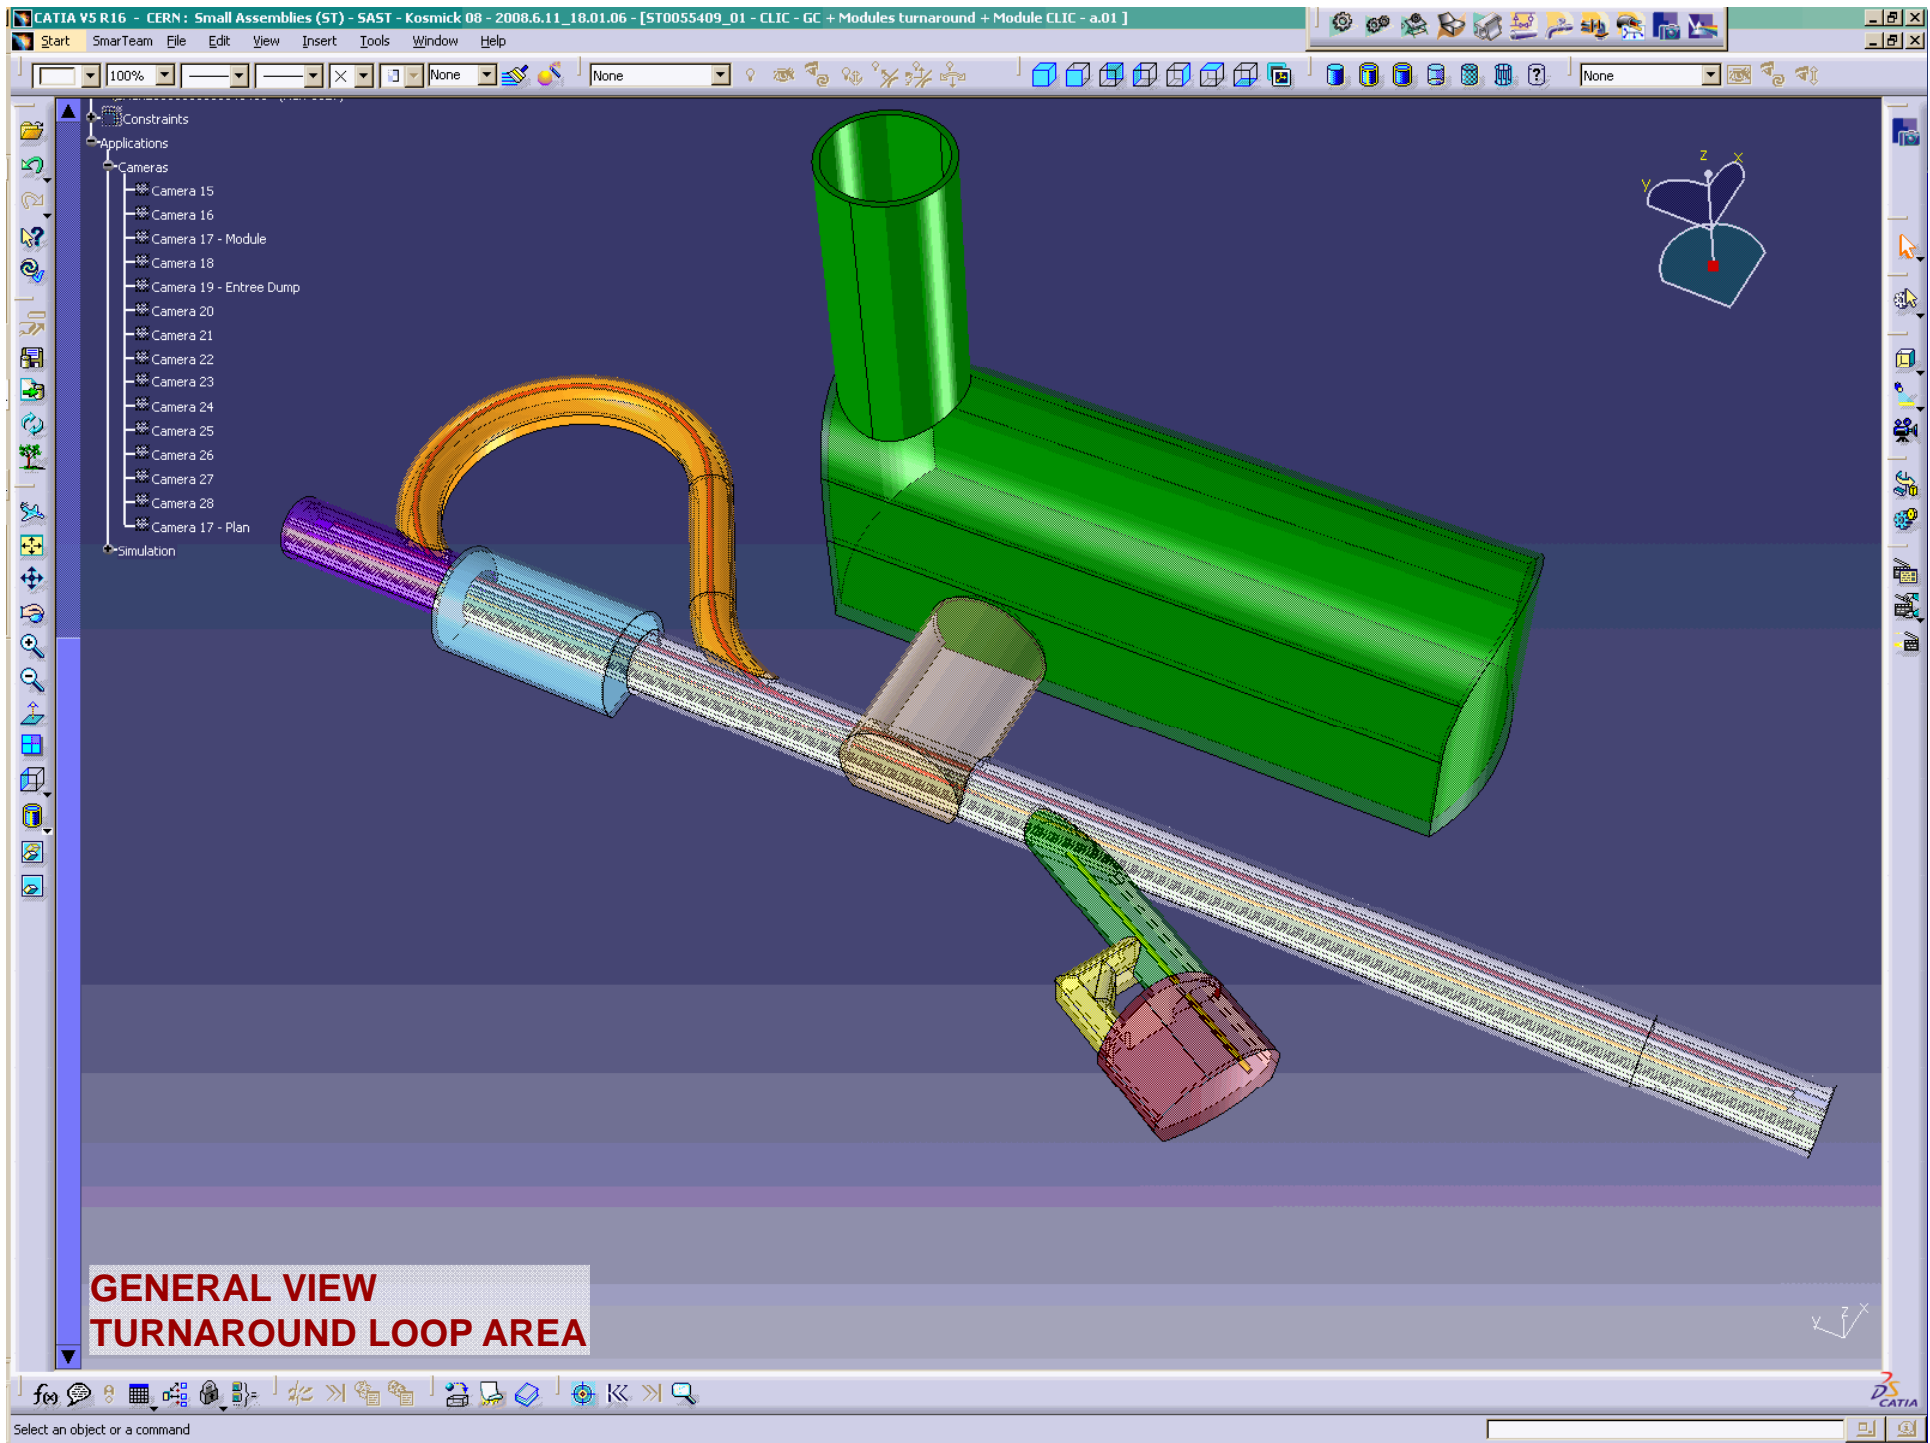 CATIA V5 R16 - CERN : Small Assemblies (ST) - SAST - Kosmick 08 - 2008.6.11_18.01.06 - [ST0055409_01 - CLIC - GC + Modules turnaround + Module CLIC - a.01 ]
Start SmarTeam File Edit View Insert Tools Window Help
100% None None None
Constraints
Applications
Cameras
Camera 15
Camera 16
Camera 17 - Module
Camera 18
Camera 19 - Entree Dump
Camera 20
Camera 21
Camera 22
Camera 23
Camera 24
Camera 25
Camera 26
Camera 27
Camera 28
Camera 17 - Plan
Simulation
z x
y
GENERAL VIEW
TURNAROUND LOOP AREA
y z x
f(x)
DS
CATIA
Select an object or a command